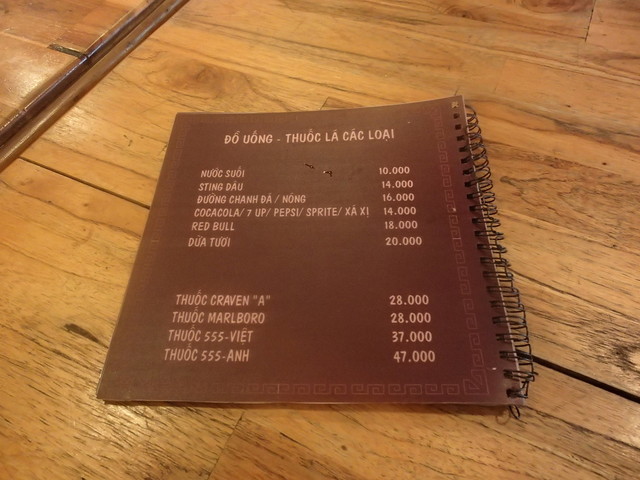 ĐỒ UỐNG - THUỐC LÁ CÁC LOẠI
NƯỚC SUỐI 10.000
STING DÂU 14.000
ĐƯỜNG CHANH ĐÁ / NÓNG 16.000
COCACOLA/ 7 UP/ PEPSI/ SPRITE/ XÁ XỊ 14.000
RED BULL 18.000
DỪA TƯƠI 20.000
THUỐC CRAVEN "A" 28.000
THUỐC MARLBORO 28.000
THUỐC 555-VIỆT 37.000
THUỐC 555-ANH 47.000